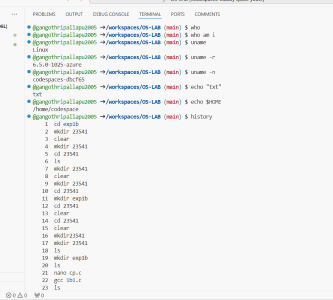 PROBLEMS OUTPUT DEBUG CONSOLE TERMINAL PORTS COMMENTS
@gangothripallapu2005 →/workspaces/OS-LAB (main) $ who
@gangothripallapu2005 →/workspaces/OS-LAB (main) $ who am i
@gangothripallapu2005 →/workspaces/OS-LAB (main) $ uname
Linux
@gangothripallapu2005 →/workspaces/OS-LAB (main) $ uname -r
6.5.0-1025-azure
@gangothripallapu2005 →/workspaces/OS-LAB (main) $ uname -n
codespaces-dbcf65
@gangothripallapu2005 →/workspaces/OS-LAB (main) $ echo "txt"
txt
@gangothripallapu2005 →/workspaces/OS-LAB (main) $ echo $HOME
/home/codespace
@gangothripallapu2005 →/workspaces/OS-LAB (main) $ history
1 cd exp1b
2 mkdir 23541
3 clear
4 mkdir 23541
5 cd 23541
6 ls
7 mkdir 23541
8 clear
9 mkdir 23541
10 cd 23541
11 mkdir exp1b
12 cd 23541
13 clear
14 cd 23541
15 clear
16 mkdir23541
17 mkdir 23541
18 ls
19 mkdir exp1b
20 ls
21 nano cp.c
22 gcc 1b1.c
23 ls
0 0 0